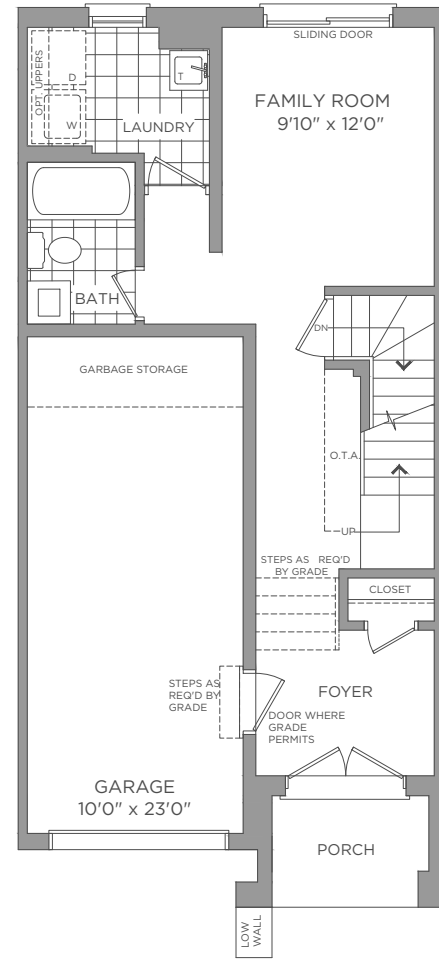 SLIDING DOOR
OPT. UPPERS
D
W
T
LAUNDRY
FAMILY ROOM
9'10" x 12'0"
BATH
DN
GARBAGE STORAGE
O.T.A.
UP
STEPS AS REQ'D
BY GRADE
CLOSET
STEPS AS
REQ'D BY
GRADE
FOYER
DOOR WHERE
GRADE
PERMITS
GARAGE
10'0" x 23'0"
PORCH
LOW
WALL